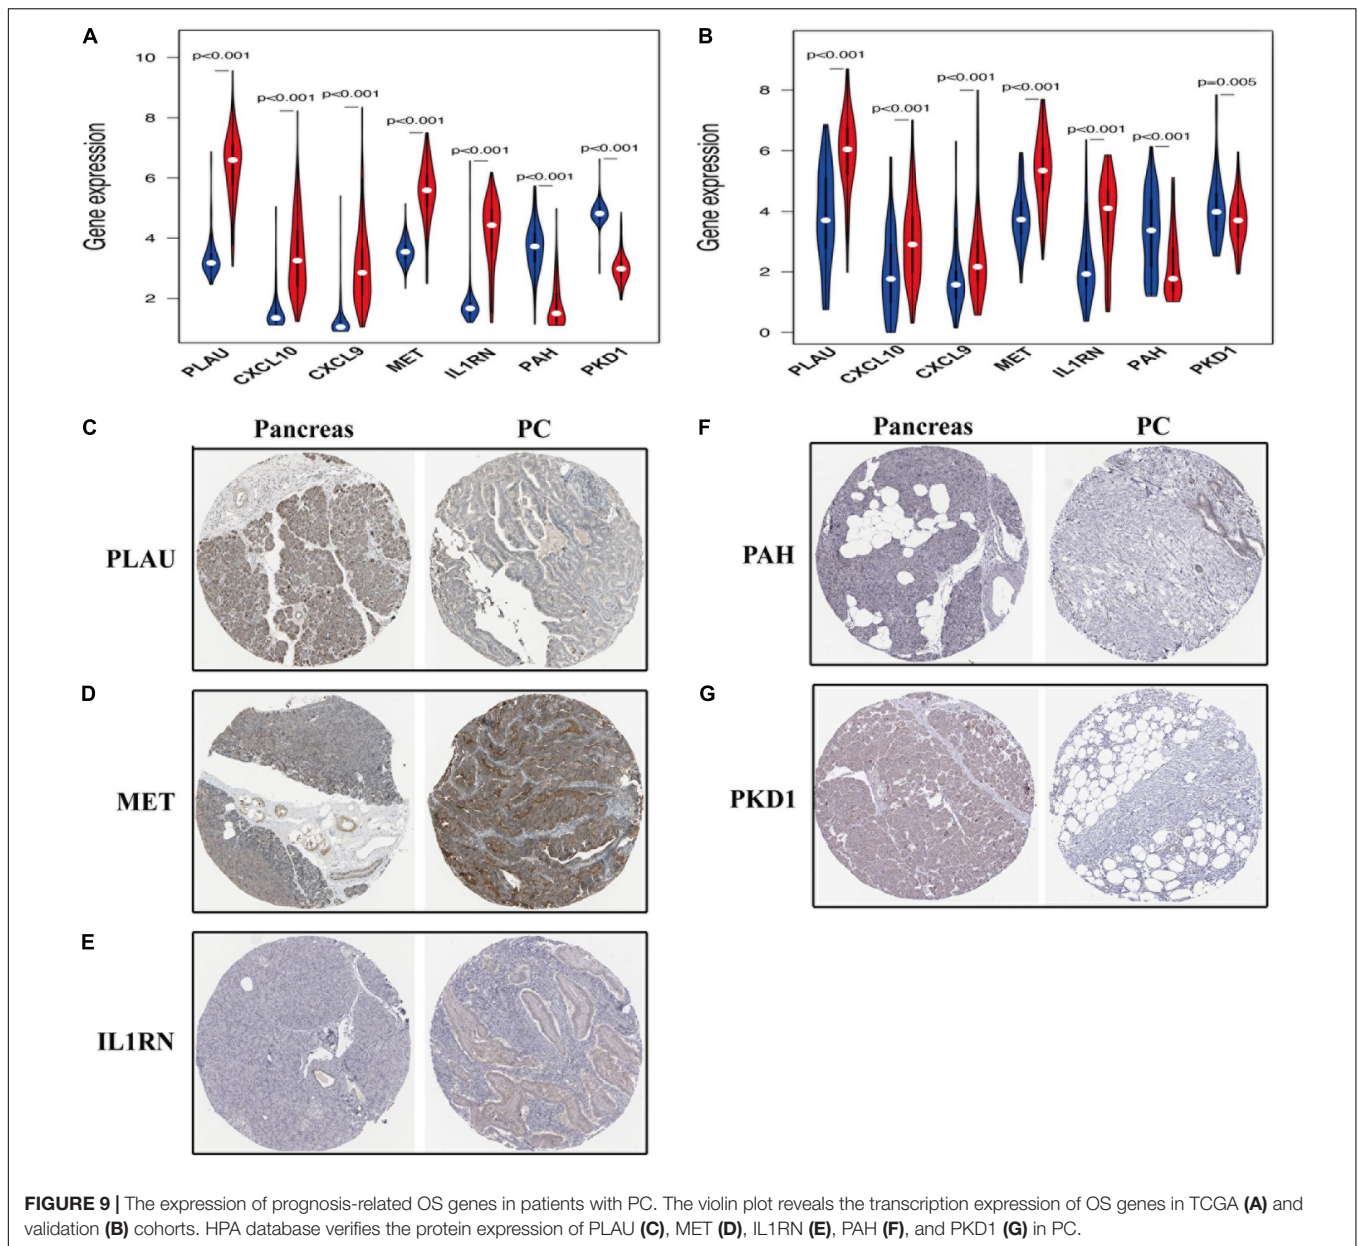 A
B
p<0.001
p<0.001
p<0.001
p<0.001
p<0.001
p<0.001
p<0.001
10
8
6
4
2
Gene expression
PLAU
CXCL10
CXCL9
MET
IL1RN
PAH
PKD1
p<0.001
p<0.001
p<0.001
p<0.001
p<0.001
p<0.001
p=0.005
8
6
4
2
0
Gene expression
PLAU
CXCL10
CXCL9
MET
IL1RN
PAH
PKD1
C
Pancreas
PC
PLAU
D
MET
E
IL1RN
F
Pancreas
PC
PAH
G
PKD1
FIGURE 9 | The expression of prognosis-related OS genes in patients with PC. The violin plot reveals the transcription expression of OS genes in TCGA (A) and
validation (B) cohorts. HPA database verifies the protein expression of PLAU (C), MET (D), IL1RN (E), PAH (F), and PKD1 (G) in PC.